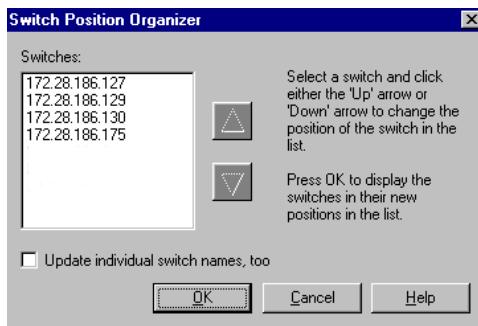 Switch Position Organizer
Switches:
172.28.186.127
172.28.186.129
172.28.186.130
172.28.186.175
Select a switch and click
either the 'Up' arrow or
'Down' arrow to change the
position of the switch in the
list.
Press OK to display the
switches in their new
positions in the list.
Update individual switch names, too
OK
Cancel
Help